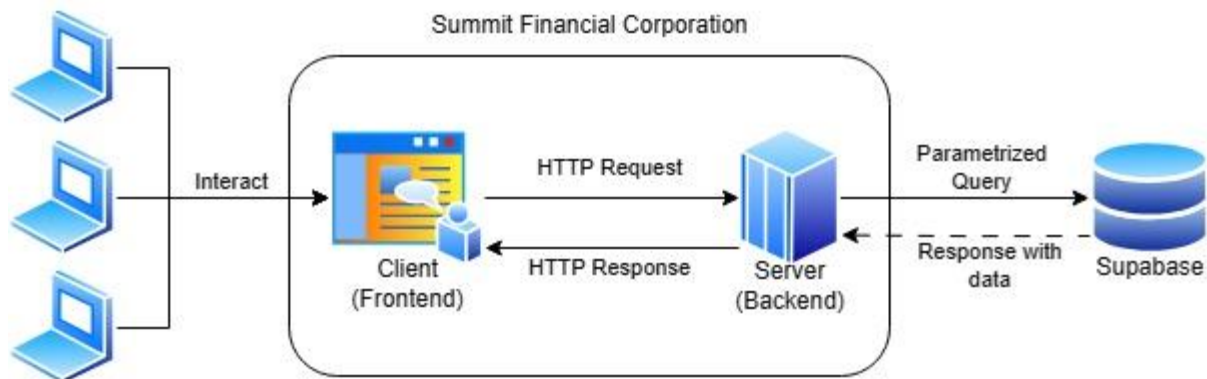 Summit Financial Corporation
Interact
HTTP Request
HTTP Response
Client
(Frontend)
Server
(Backend)
Parametrized
Query
Response with
data
Supabase